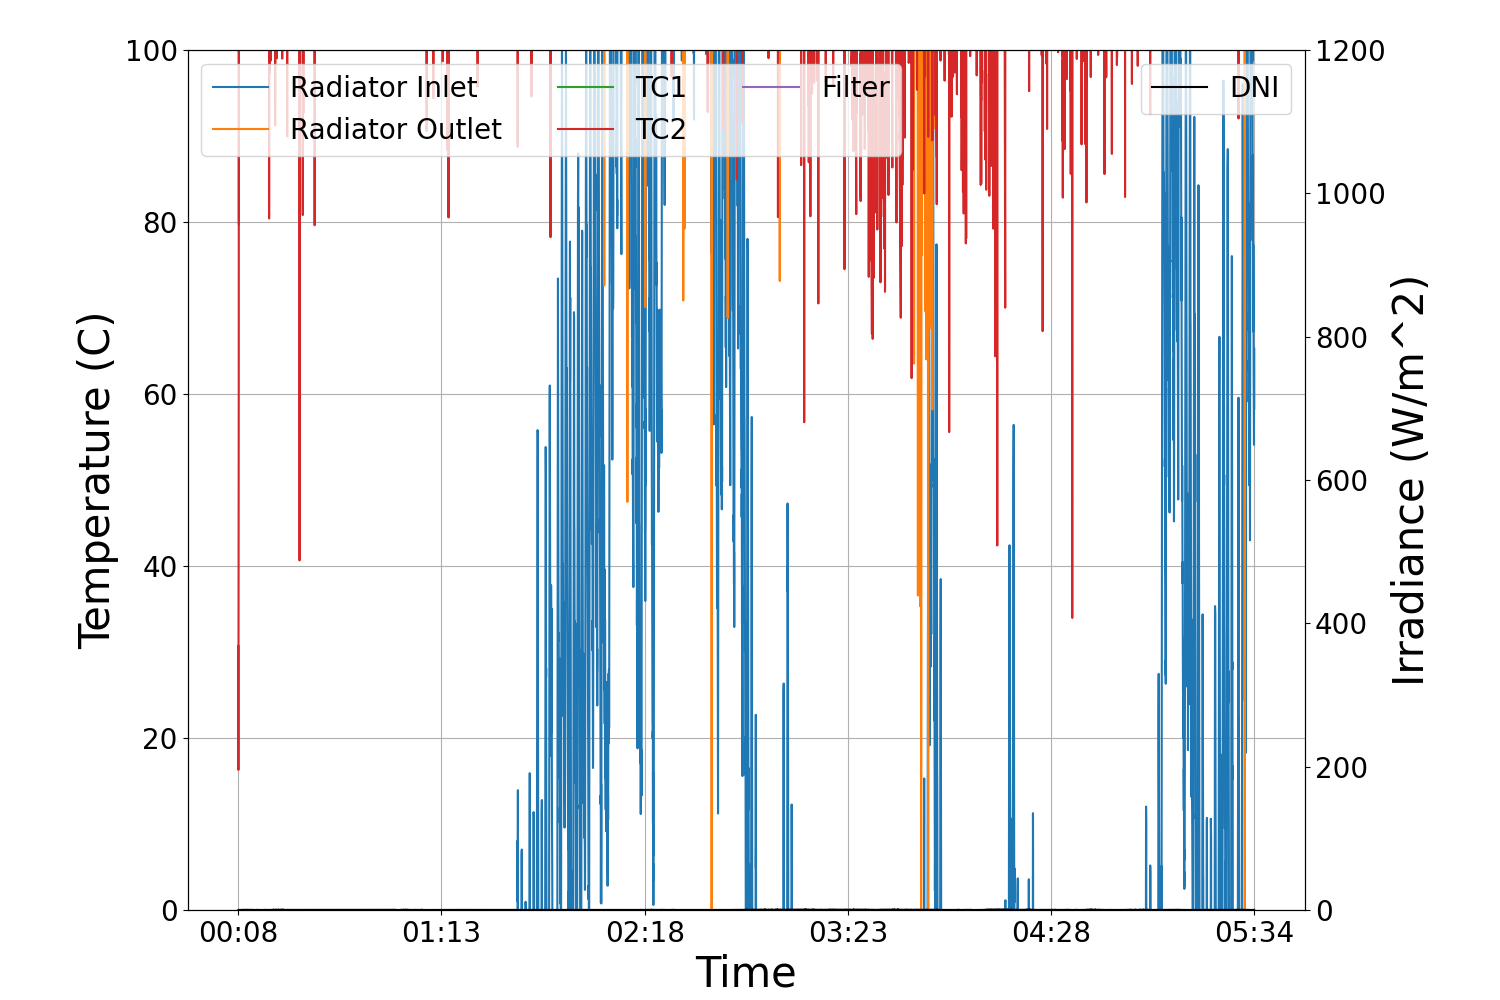 Radiator Inlet
Radiator Outlet
TC1
TC2
Filter
DNI
Temperature (C)
100
80
60
40
20
0
1200
1000
800
600
400
200
0
Irradiance (W/m^2)
00:08 01:13 02:18 03:23 04:28 05:34
Time